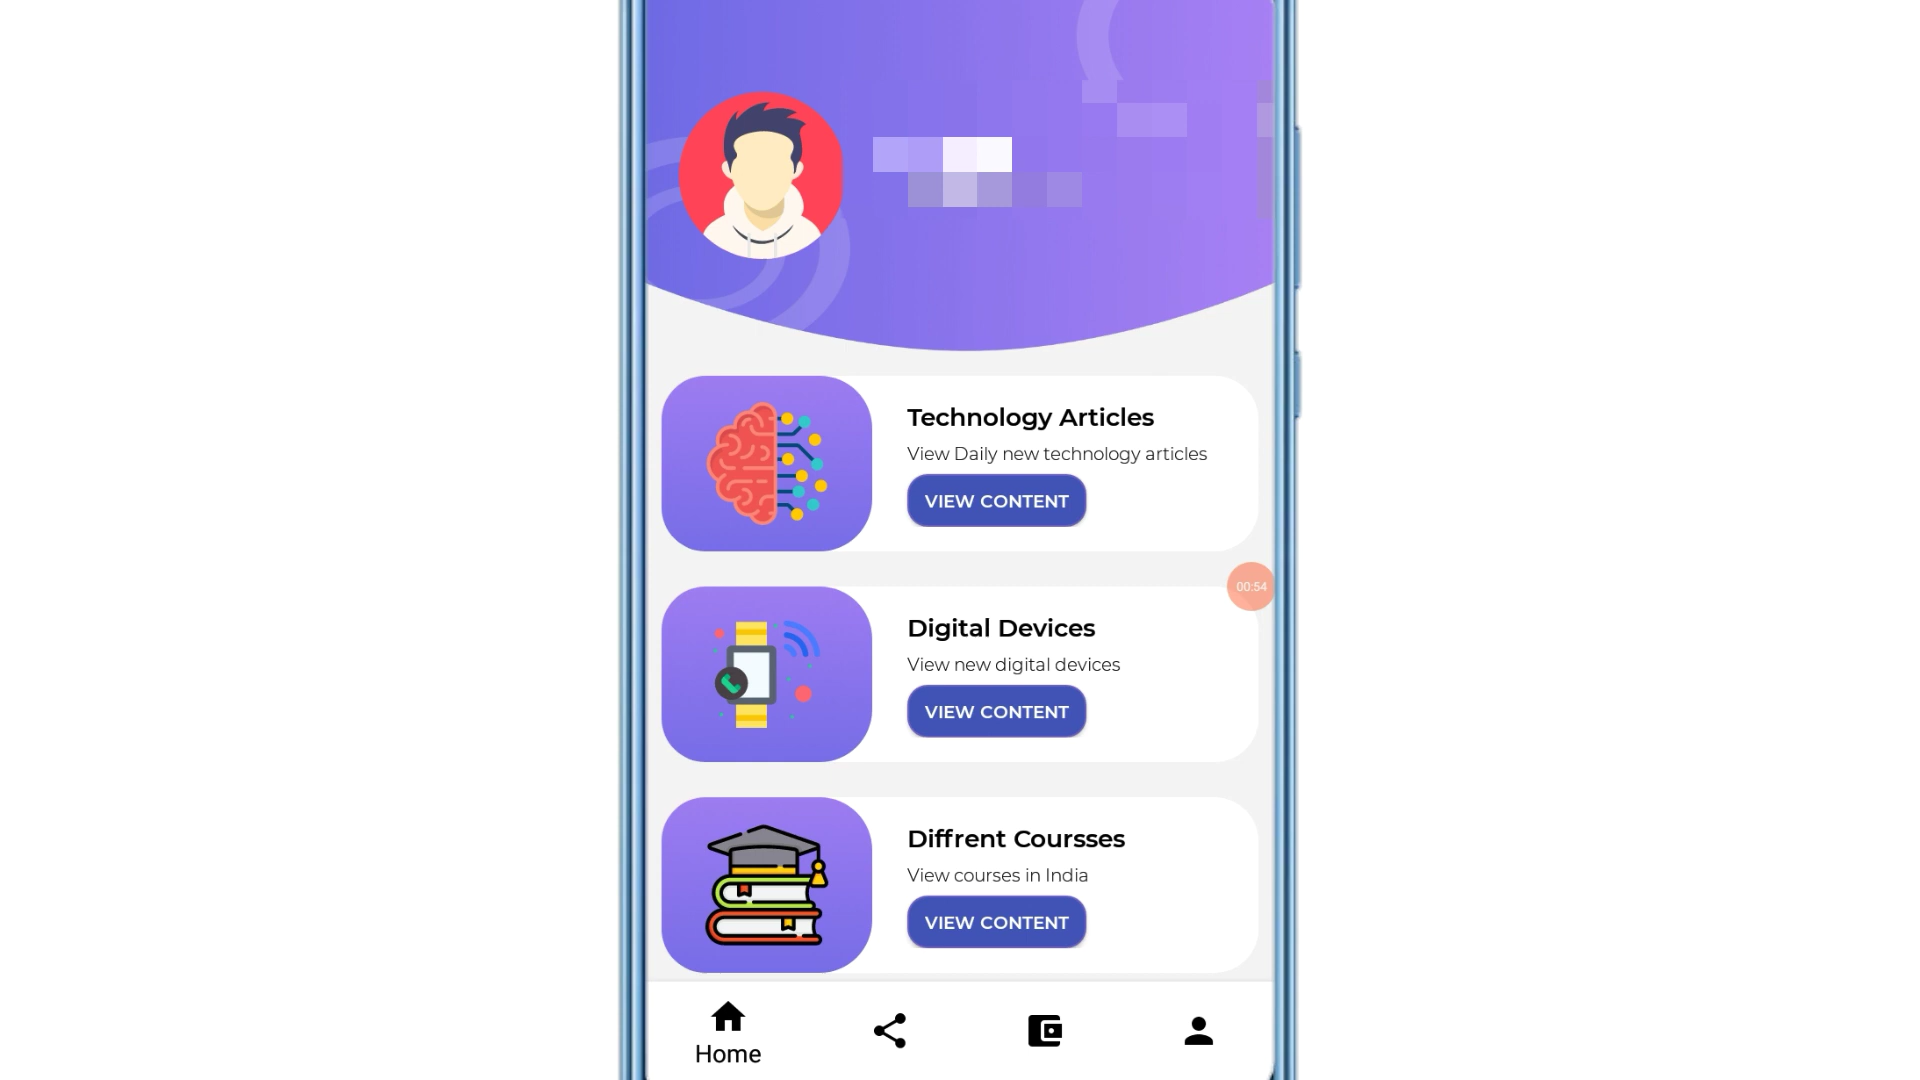 Technology Articles
View Daily new technology articles
VIEW CONTENT
00:54
Digital Devices
View new digital devices
VIEW CONTENT
Diffrent Coursses
View courses in India
VIEW CONTENT
Home